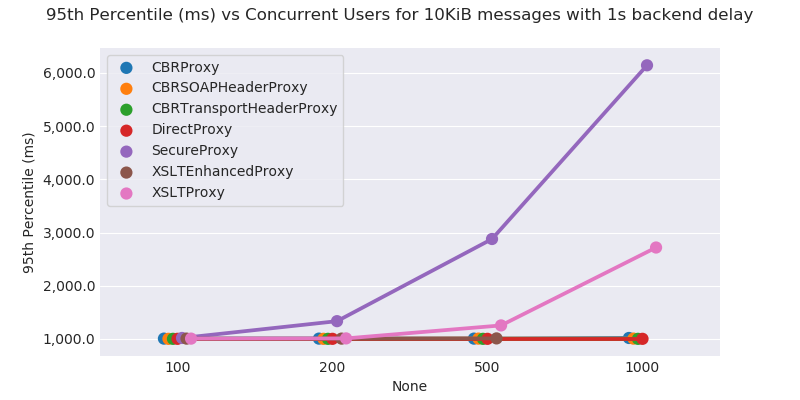 95th Percentile (ms) vs Concurrent Users for 10KiB messages with 1s backend delay
CBRProxy
CBRSOAPHeaderProxy
CBRTransportHeaderProxy
DirectProxy
SecureProxy
XSLTEnhancedProxy
XSLTProxy
95th Percentile (ms)
6,000.0
5,000.0
4,000.0
3,000.0
2,000.0
1,000.0
100 200 500 1000
None